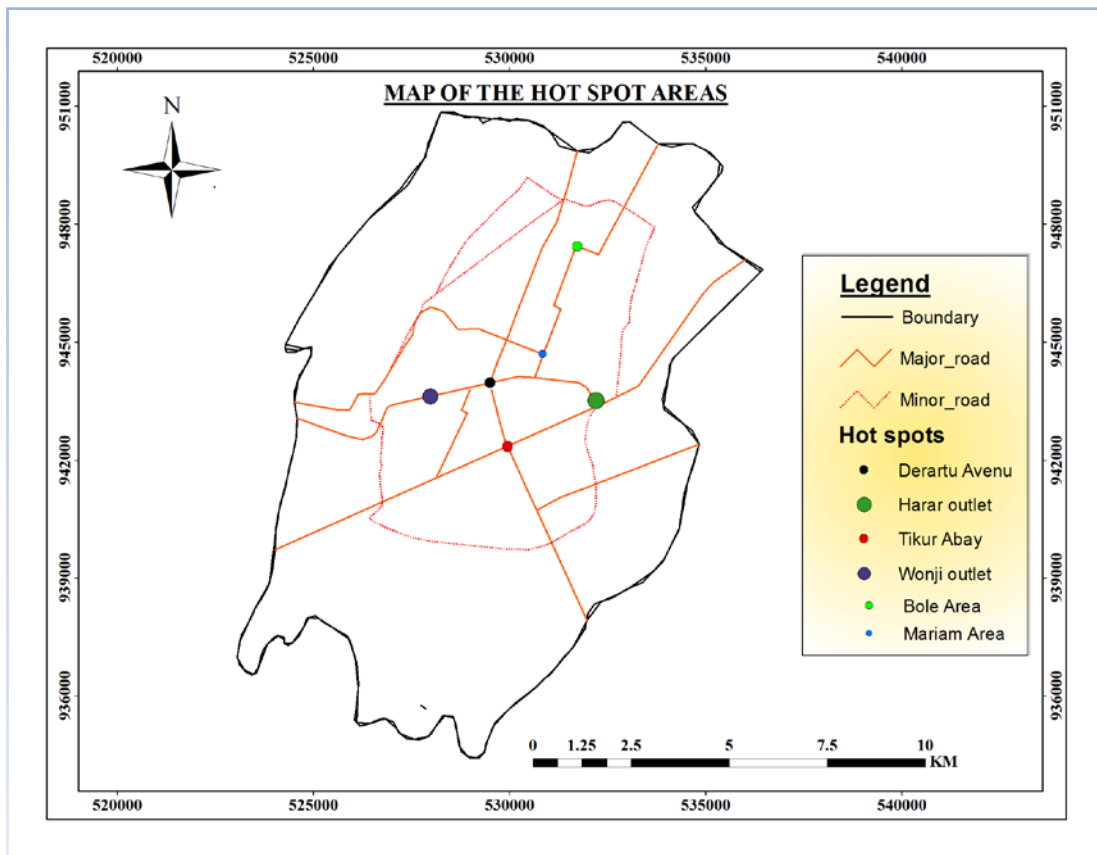 520000 525000 530000 535000 540000
MAP OF THE HOT SPOT AREAS
N
951000 951000
948000 948000
945000 945000
942000 942000
939000 939000
936000 936000
Legend
Boundary
Major_road
Minor_road
Hot spots
Derartu Avenu
Harar outlet
Tikur Abay
Wonji outlet
Bole Area
Mariam Area
0 1.25 2.5 5 7.5 10
KM
520000 525000 530000 535000 540000